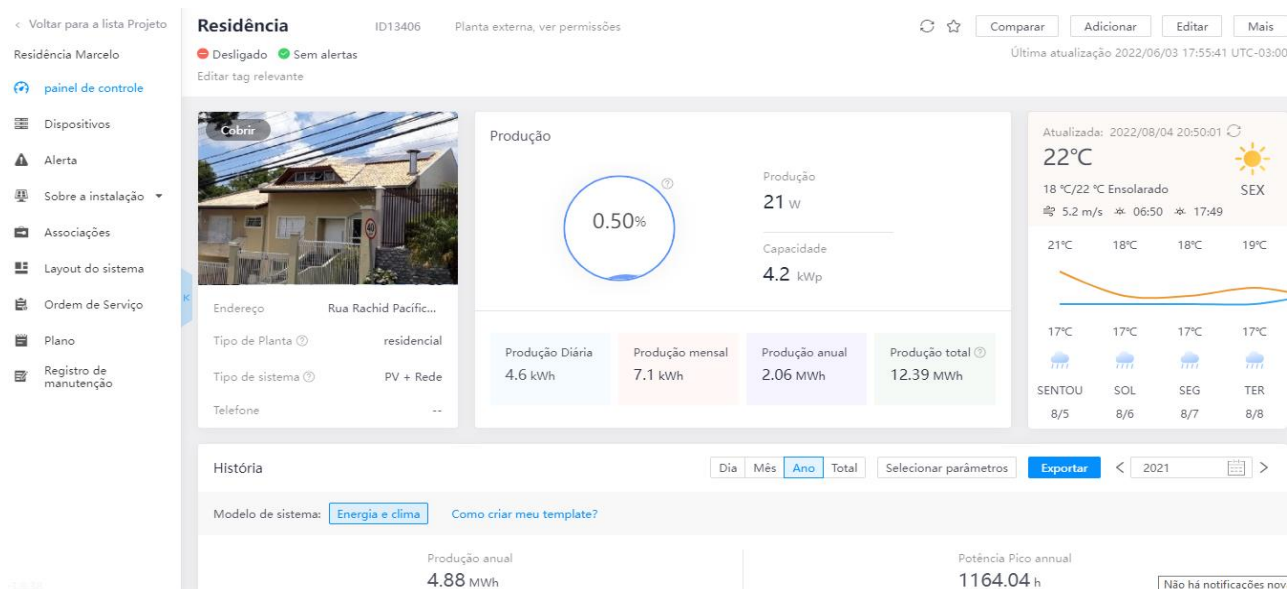 < Voltar para a lista Projeto
Residência Marcelo
painel de controle
Dispositivos
Alerta
Sobre a instalação
Associações
Layout do sistema
Ordem de Serviço
Plano
Registro de
manutenção
Residência ID13406 Planta externa, ver permissões
Comparar Adicionar Editar Mais
Desligado Sem alertas
Última atualização 2022/06/03 17:55:41 UTC-03:00
Editar tag relevante
Cobrir
40
Endereço Rua Rachid Pacífic...
Tipo de Planta residencial
Tipo de sistema PV + Rede
Telefone --
Produção
0.50%
Produção
21 W
Capacidade
4.2 kWp
Produção Diária Produção mensal Produção anual Produção total
4.6 kWh 7.1 kWh 2.06 MWh 12.39 MWh
Atualizada: 2022/08/04 20:50:01
22℃
18 ℃/22 ℃ Ensolarado SEX
5.2 m/s 06:50 17:49
21℃ 18℃ 18℃ 19℃
17℃ 17℃ 17℃ 17℃
SENTOU SOL SEG TER
8/5 8/6 8/7 8/8
História Dia Mês Ano Total Selecionar parâmetros Exportar < 2021 >
Modelo de sistema: Energia e clima Como criar meu template?
Produção anual Potência Pico annual
4.88 MWh 1164.04 h
Não há notificações nov